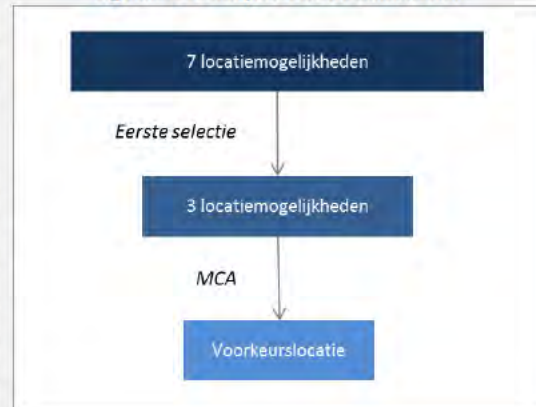 7 locatiemogelijkheden
Eerste selectie
3 locatiemogelijkheden
MCA
Voorkeurslocatie